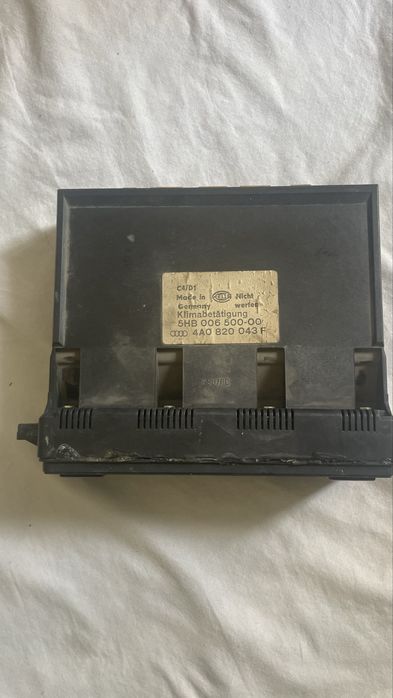 C4/D1
Made in HELLA Nicht
Germany werfen
Klimabetätigung
5HB 006 500-00
4A0 820 043 F